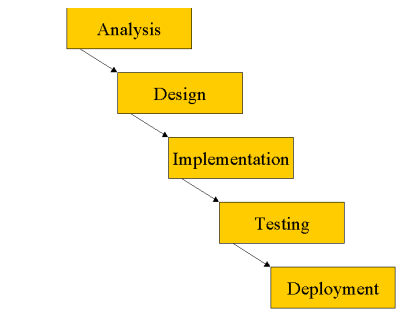 Analysis
Design
Implementation
Testing
Deployment